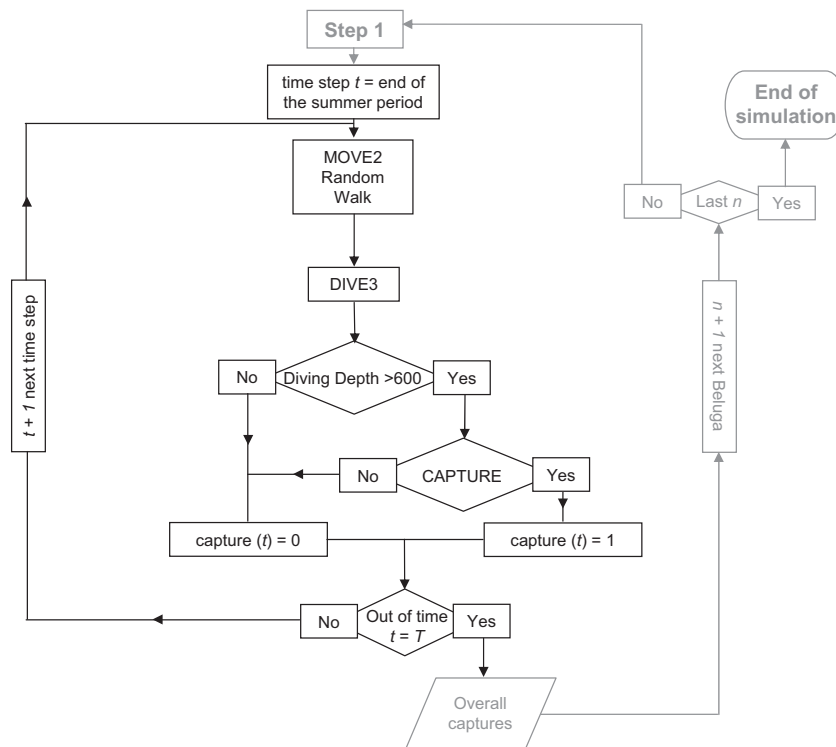 Step 1
time step t = end of
the summer period
End of
simulation
MOVE2
Random
Walk
No
Last n
Yes
DIVE3
t + 1 next time step
n + 1 next Beluga
No
Diving Depth >600
Yes
No
CAPTURE
Yes
capture (t) = 0
capture (t) = 1
No
Out of time
t = T
Yes
Overall
captures